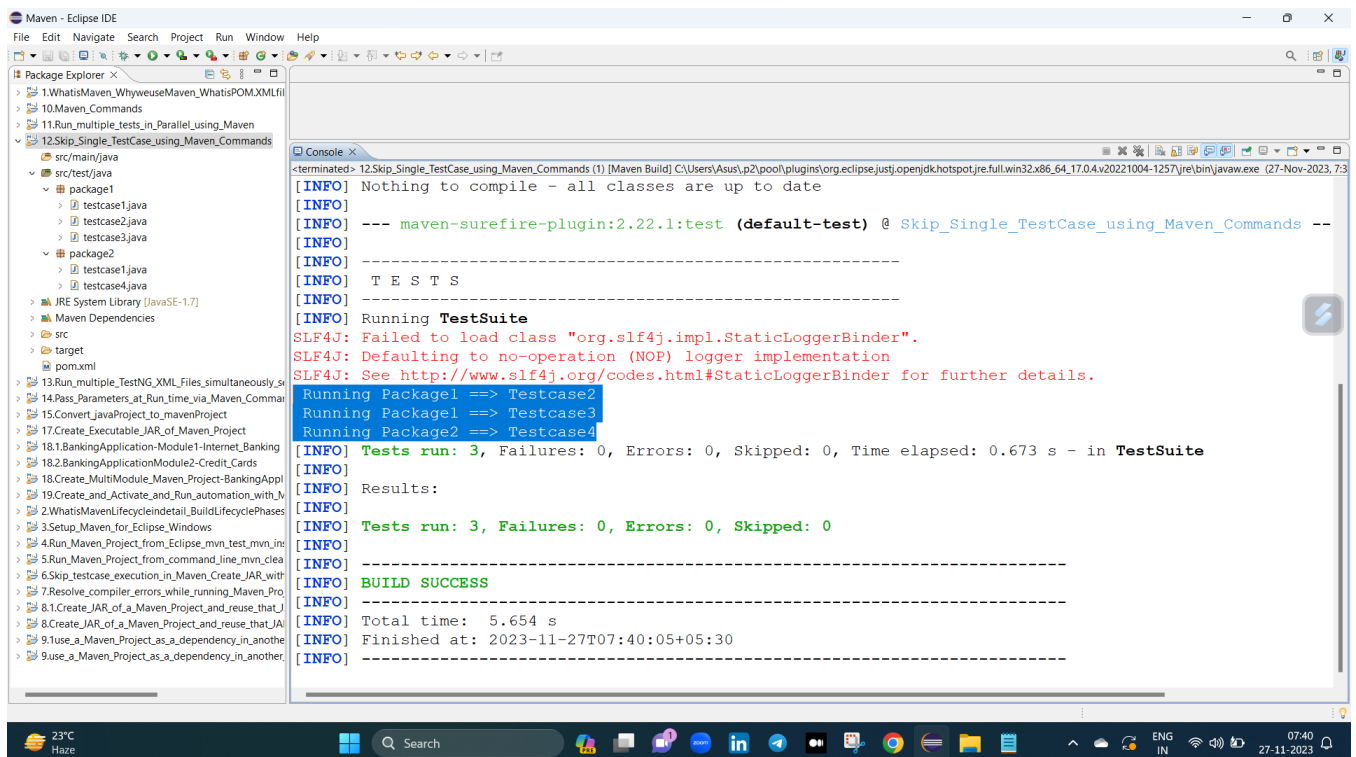 Maven - Eclipse IDE
File Edit Navigate Search Project Run Window Help
Package Explorer
1.WhatisMaven_WhyweuseMaven_WhatisPOM.XMLfil
10.Maven_Commands
11.Run_multiple_tests_in_Parallel_using_Maven
12.Skip_Single_TestCase_using_Maven_Commands
src/main/java
src/test/java
package1
testcase1.java
testcase2.java
testcase3.java
package2
testcase1.java
testcase4.java
JRE System Library [JavaSE-1.7]
Maven Dependencies
src
target
pom.xml
13.Run_multiple_TestNG_XML_Files_simultaneously_se
14.Pass_Parameters_at_Run_time_via_Maven_Commar
15.Convert_javaProject_to_mavenProject
17.Create_Executable_JAR_of_Maven_Project
18.1.BankingApplication-Module1-Internet_Banking
18.2.BankingApplicationModule2-Credit_Cards
18.Create_MultiModule_Maven_Project-BankingAppl
19.Create_and_Activate_and_Run_automation_with_M
2.WhatisMavenLifecycleindetail_BuildLifecyclePhases
3.Setup_Maven_for_Eclipse_Windows
4.Run_Maven_Project_from_Eclipse_mvn_test_mvn_ins
5.Run_Maven_Project_from_command_line_mvn_clea
6.Skip_testcase_execution_in_Maven_Create_JAR_with
7.Resolve_compiler_errors_while_running_Maven_Pro
8.1.Create_JAR_of_a_Maven_Project_and_reuse_that_J
8.Create_JAR_of_a_Maven_Project_and_reuse_that_JAI
9.1use_a_Maven_Project_as_a_dependency_in_anothe
9.use_a_Maven_Project_as_a_dependency_in_another_
Console
<terminated> 12.Skip_Single_TestCase_using_Maven_Commands (1) [Maven Build] C:\Users\Asus\.p2\pool\plugins\org.eclipse.justj.openjdk.hotspot.jre.full.win32.x86_64_17.0.4.v20221004-1257\jre\bin\javaw.exe (27-Nov-2023, 7:3
[INFO] Nothing to compile - all classes are up to date
[INFO]
[INFO] --- maven-surefire-plugin:2.22.1:test (default-test) @ Skip_Single_TestCase_using_Maven_Commands --
[INFO]
[INFO] -------------------------------------------------------
[INFO] T E S T S
[INFO] -------------------------------------------------------
[INFO] Running TestSuite
SLF4J: Failed to load class "org.slf4j.impl.StaticLoggerBinder".
SLF4J: Defaulting to no-operation (NOP) logger implementation
SLF4J: See http://www.slf4j.org/codes.html#StaticLoggerBinder for further details.
Running Package1 ==> Testcase2
Running Package1 ==> Testcase3
Running Package2 ==> Testcase4
[INFO] Tests run: 3, Failures: 0, Errors: 0, Skipped: 0, Time elapsed: 0.673 s - in TestSuite
[INFO]
[INFO] Results:
[INFO]
[INFO] Tests run: 3, Failures: 0, Errors: 0, Skipped: 0
[INFO]
[INFO] ------------------------------------------------------------------------
[INFO] BUILD SUCCESS
[INFO] ------------------------------------------------------------------------
[INFO] Total time: 5.654 s
[INFO] Finished at: 2023-11-27T07:40:05+05:30
[INFO] ------------------------------------------------------------------------
23°C
Haze
Search
PRE
1
zoom
in
ENG
IN
07:40
27-11-2023